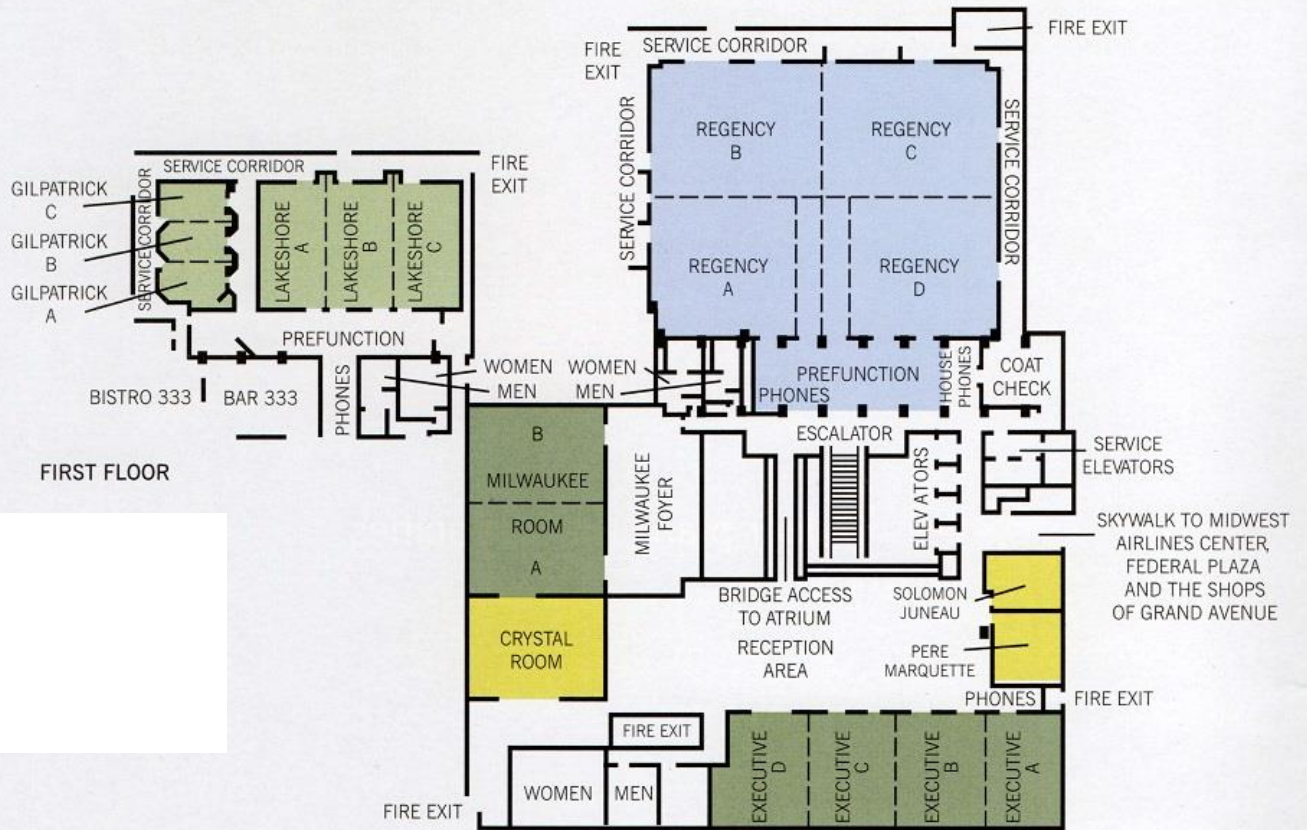 FIRE EXIT
FIRE
EXIT
SERVICE CORRIDOR
SERVICE CORRIDOR
SERVICE CORRIDOR
REGENCY
B
REGENCY
C
REGENCY
A
REGENCY
D
SERVICE CORRIDOR
FIRE
EXIT
GILPATRICK
C
GILPATRICK
B
GILPATRICK
A
SERVICE CORRIDOR
LAKESHORE
A
LAKESHORE
B
LAKESHORE
C
PREFUNCTION
BISTRO 333
BAR 333
PHONES
WOMEN
MEN
WOMEN
MEN
PHONES
PREFUNCTION
HOUSE
PHONES
COAT
CHECK
FIRST FLOOR
B
MILWAUKEE
ROOM
A
MILWAUKEE
FOYER
ESCALATOR
ELEVATORS
SERVICE
ELEVATORS
SKYWALK TO MIDWEST
AIRLINES CENTER,
FEDERAL PLAZA
AND THE SHOPS
OF GRAND AVENUE
BRIDGE ACCESS
TO ATRIUM
RECEPTION
AREA
SOLOMON
JUNEAU
PERE
MARQUETTE
CRYSTAL
ROOM
PHONES
FIRE EXIT
FIRE EXIT
WOMEN
MEN
EXECUTIVE
D
EXECUTIVE
C
EXECUTIVE
B
EXECUTIVE
A
FIRE EXIT